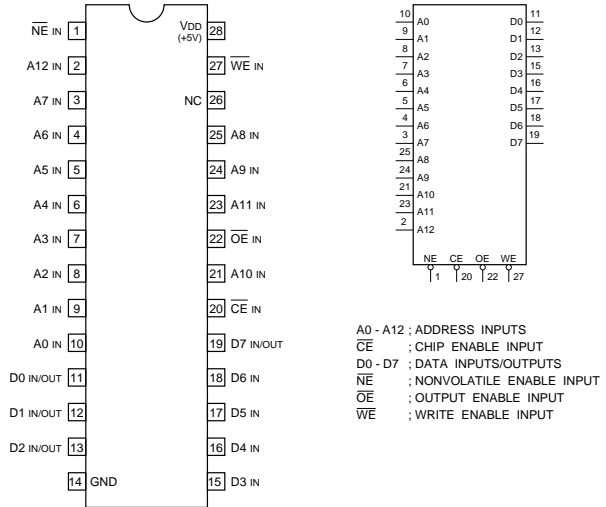 NE IN 1
A12 IN 2
A7 IN 3
A6 IN 4
A5 IN 5
A4 IN 6
A3 IN 7
A2 IN 8
A1 IN 9
A0 IN 10
D0 IN/OUT 11
D1 IN/OUT 12
D2 IN/OUT 13
14 GND
VDD 28
(+5V)
27 WE IN
NC 26
25 A8 IN
24 A9 IN
23 A11 IN
22 OE IN
21 A10 IN
20 CE IN
19 D7 IN/OUT
18 D6 IN
17 D5 IN
16 D4 IN
15 D3 IN
10 A0
9 A1
8 A2
7 A3
6 A4
5 A5
4 A6
3 A7
25 A8
24 A9
21 A10
23 A11
2 A12
D0 11
D1 12
D2 13
D3 15
D4 16
D5 17
D6 18
D7 19
NE CE OE WE
1 20 22 27
A0 - A12 ; ADDRESS INPUTS
CE ; CHIP ENABLE INPUT
D0 - D7 ; DATA INPUTS/OUTPUTS
NE ; NONVOLATILE ENABLE INPUT
OE ; OUTPUT ENABLE INPUT
WE ; WRITE ENABLE INPUT